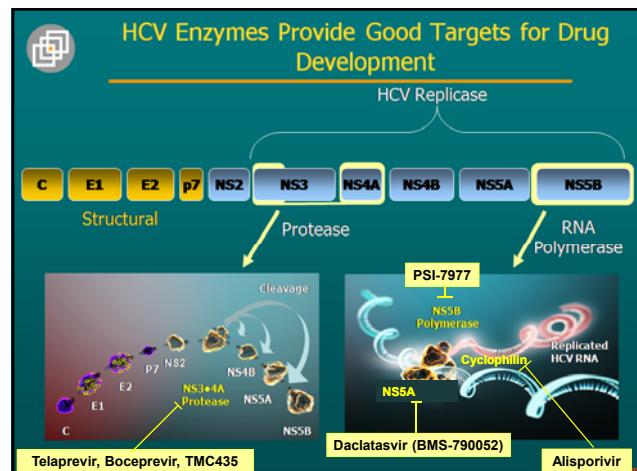 HCV Enzymes Provide Good Targets for Drug
Development
HCV Replicase
C E1 E2 p7 NS2 NS3 NS4A NS4B NS5A NS5B
Structural
Protease
RNA
Polymerase
Cleavage
C
E1
E2
P7
NS2
NS4B
NS5A
NS5B
NS3•4A
Protease
Telaprevir, Boceprevir, TMC435
PSI-7977
NS5B
Polymerase
Cyclophilin
Replicated
HCV RNA
NS5A
Daclatasvir (BMS-790052)
Alisporivir